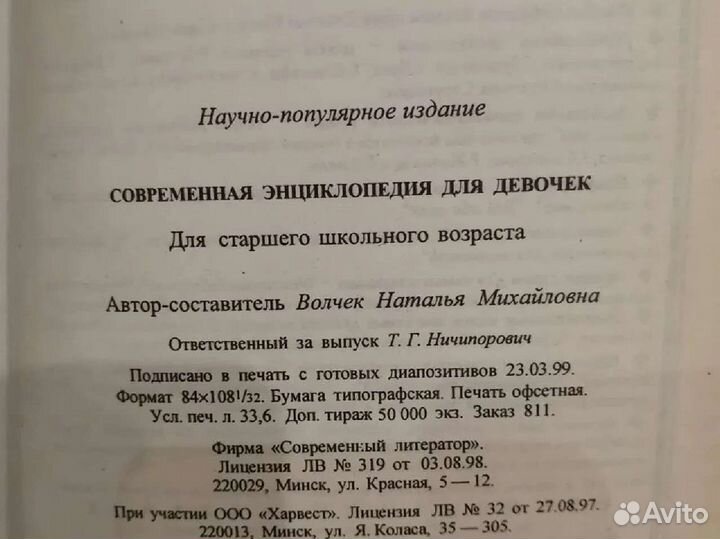 Научно-популярное издание
СОВРЕМЕННАЯ ЭНЦИКЛОПЕДИЯ ДЛЯ ДЕВОЧЕК
Для старшего школьного возраста
Автор-составитель Волчек Наталья Михайловна
Ответственный за выпуск Т. Г. Ничипорович
Подписано в печать с готовых диапозитивов 23.03.99.
Формат 84×108 1/32. Бумага типографская. Печать офсетная.
Усл. печ. л. 33,6. Доп. тираж 50 000 экз. Заказ 811.
Фирма «Современный литератор».
Лицензия ЛВ № 319 от 03.08.98.
220029, Минск, ул. Красная, 5—12.
При участии ООО «Харвест». Лицензия ЛВ № 32 от 27.08.97.
220013, Минск, ул. Я. Коласа, 35—305.
Avito